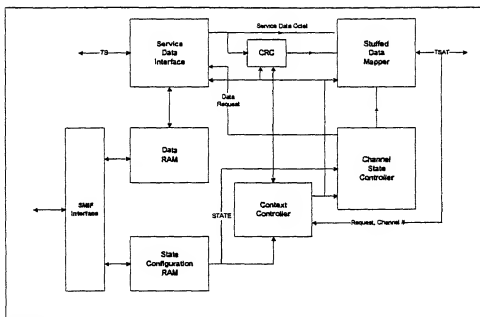 Service Data Octet
Service
Data
Interface
CRC
Stuffed
Data
Mapper
TS
TSAT
Data
Request
Data
RAM
Channel
State
Controller
Interface
Context
Controller
STATE
Request, Channel #
State
Configuration
RAM